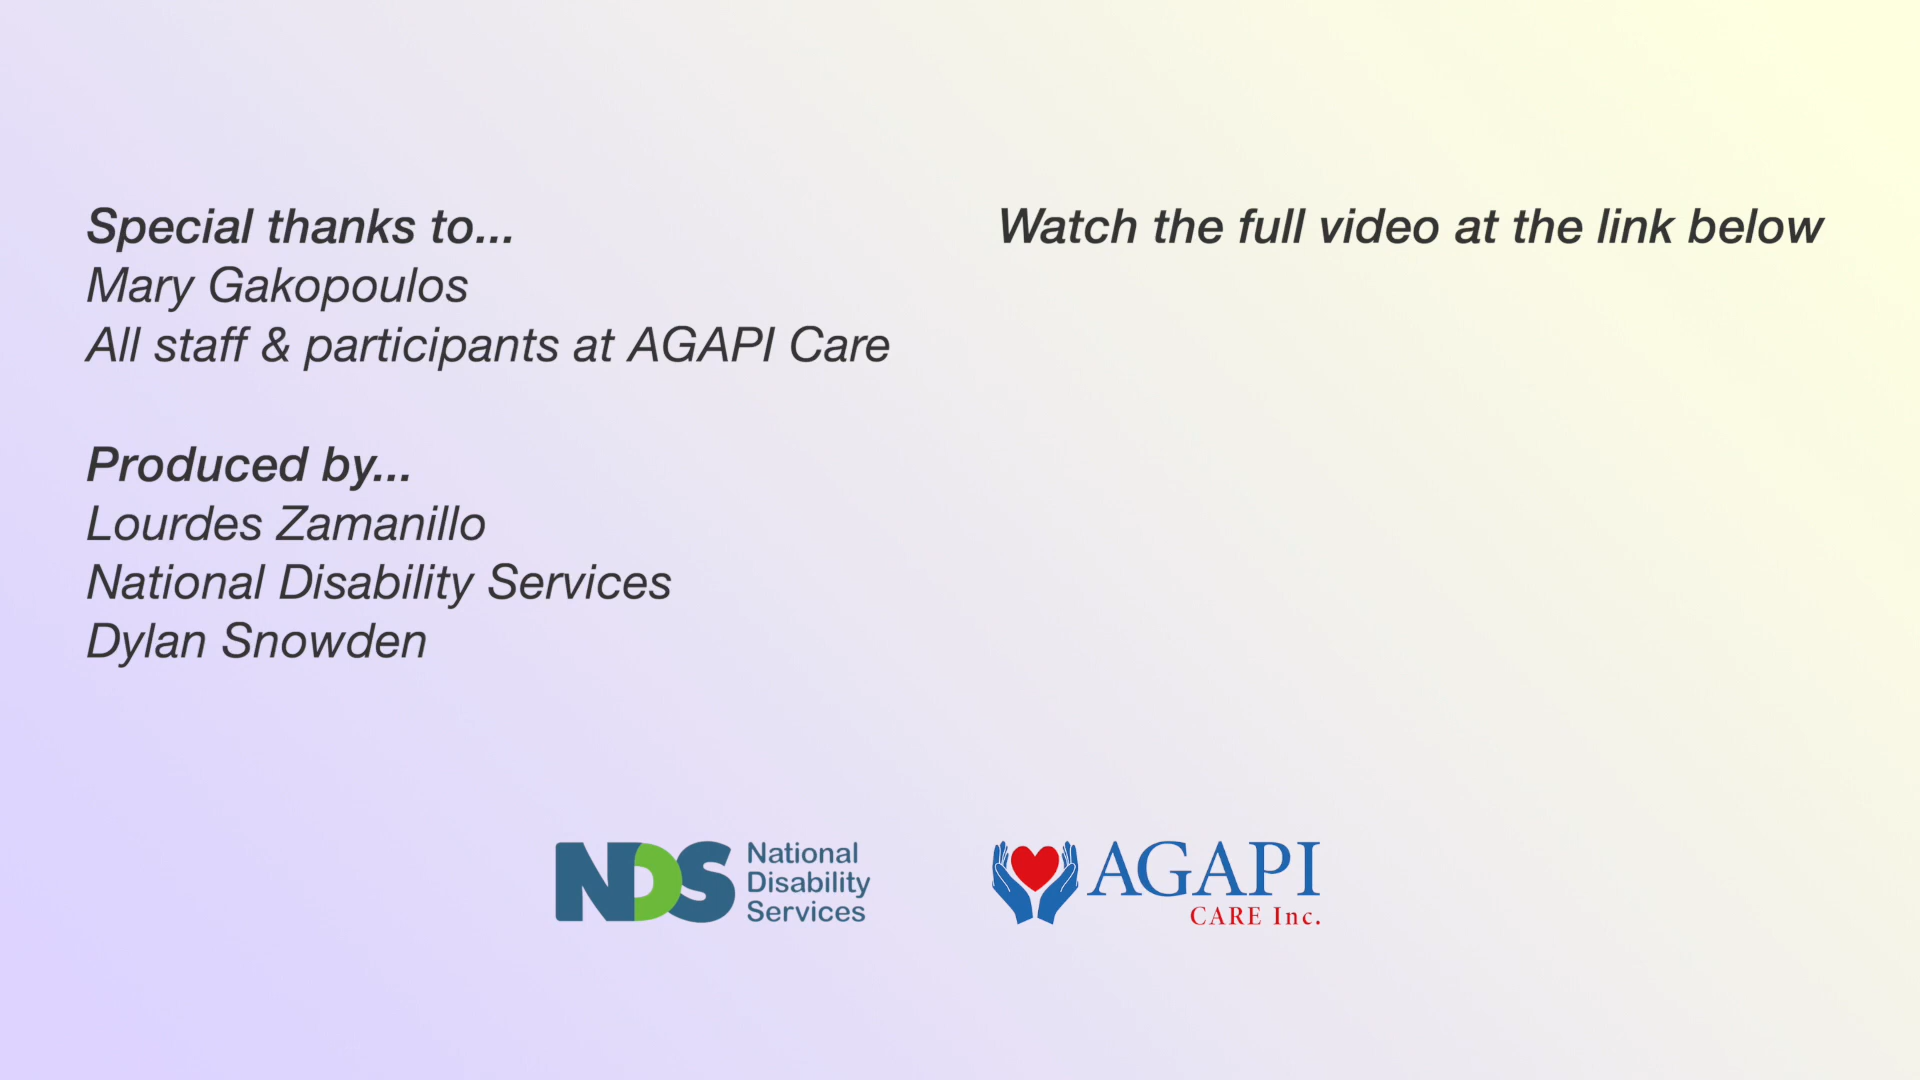 Special thanks to...
Mary Gakopoulos
All staff & participants at AGAPI Care
Produced by...
Lourdes Zamanillo
National Disability Services
Dylan Snowden
Watch the full video at the link below
NDS National
Disability
Services
AGAPI
CARE Inc.